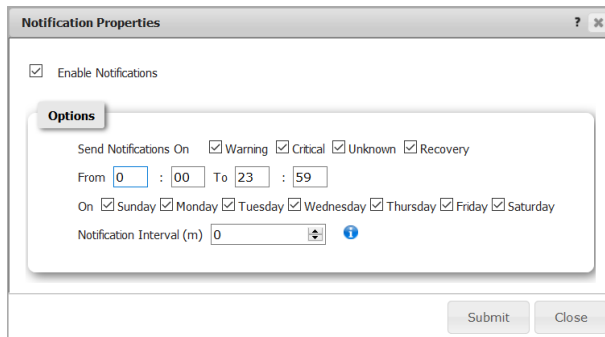 Notification Properties ?
Enable Notifications
Options
Send Notifications On Warning Critical Unknown Recovery
From 0 : 00 To 23 : 59
On Sunday Monday Tuesday Wednesday Thursday Friday Saturday
Notification Interval (m) 0
Submit Close